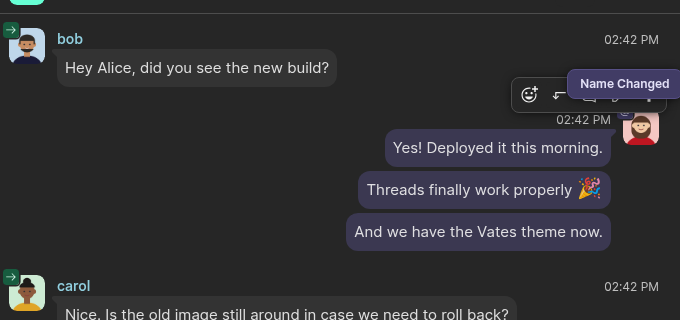 bob
02:42 PM
Hey Alice, did you see the new build?
Name Changed
02:42 PM
Yes! Deployed it this morning.
Threads finally work properly 🎉
And we have the Vates theme now.
carol
02:42 PM
Nice. Is the old image still around in case we need to roll back?